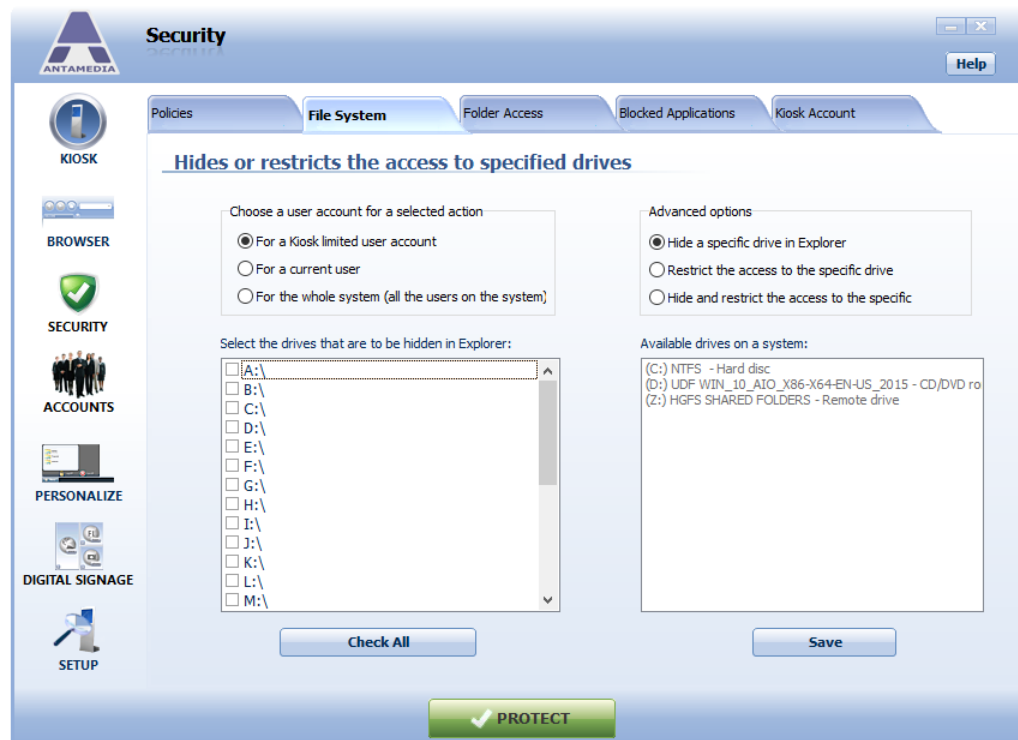 Security
ANTAMEDIA
Help
Policies
File System
Folder Access
Blocked Applications
Kiosk Account
KIOSK
BROWSER
SECURITY
ACCOUNTS
PERSONALIZE
DIGITAL SIGNAGE
SETUP
Hides or restricts the access to specified drives
Choose a user account for a selected action
For a Kiosk limited user account
For a current user
For the whole system (all the users on the system)
Advanced options
Hide a specific drive in Explorer
Restrict the access to the specific drive
Hide and restrict the access to the specific
Select the drives that are to be hidden in Explorer:
A:\
B:\
C:\
D:\
E:\
F:\
G:\
H:\
I:\
J:\
K:\
L:\
M:\
Available drives on a system:
(C:) NTFS - Hard disc
(D:) UDF WIN_10_AIO_X86-X64-EN-US_2015 - CD/DVD ro
(Z:) HGFS SHARED FOLDERS - Remote drive
Check All
Save
PROTECT